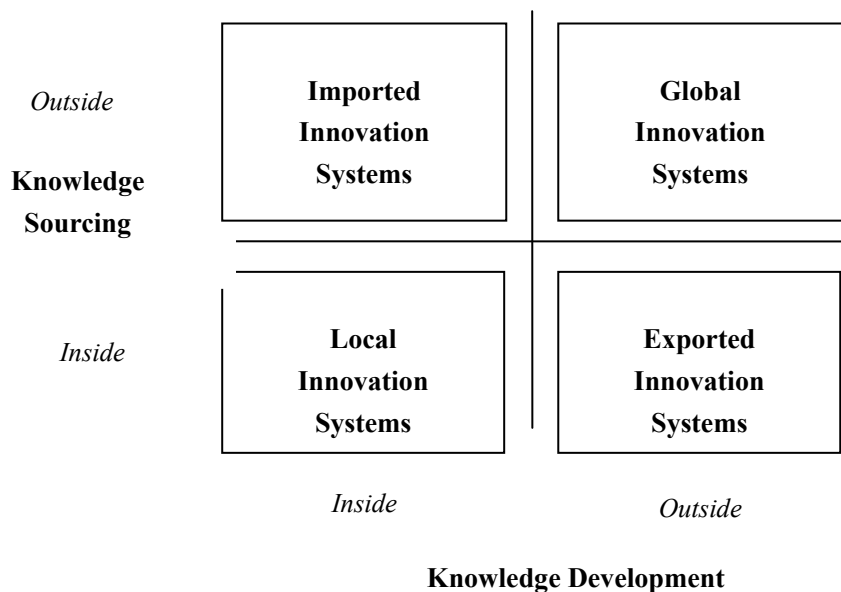 Outside
Knowledge
Sourcing
Imported
Innovation
Systems
Global
Innovation
Systems
Inside
Local
Innovation
Systems
Exported
Innovation
Systems
Inside
Outside
Knowledge Development